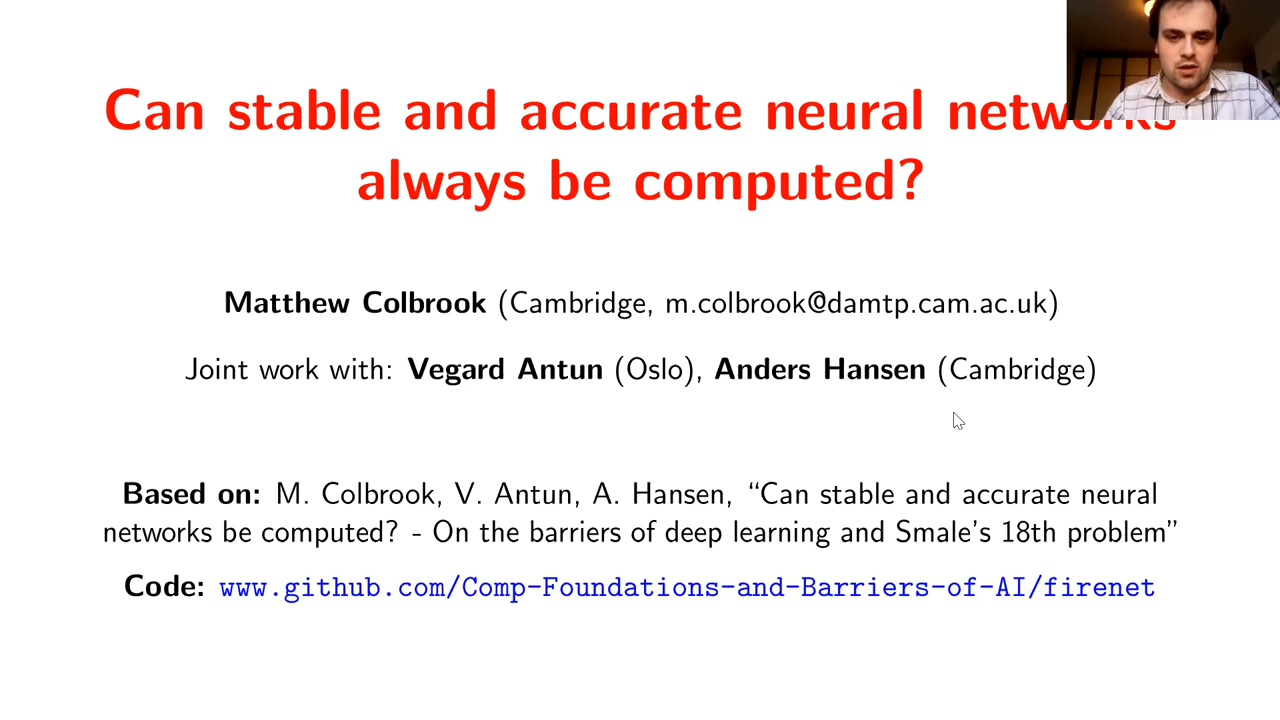 Can stable and accurate neural networks
always be computed?
Matthew Colbrook (Cambridge, m.colbrook@damtp.cam.ac.uk)
Joint work with: Vegard Antun (Oslo), Anders Hansen (Cambridge)
Based on: M. Colbrook, V. Antun, A. Hansen, “Can stable and accurate neural
networks be computed? - On the barriers of deep learning and Smale's 18th problem”
Code: www.github.com/Comp-Foundations-and-Barriers-of-AI/firenet